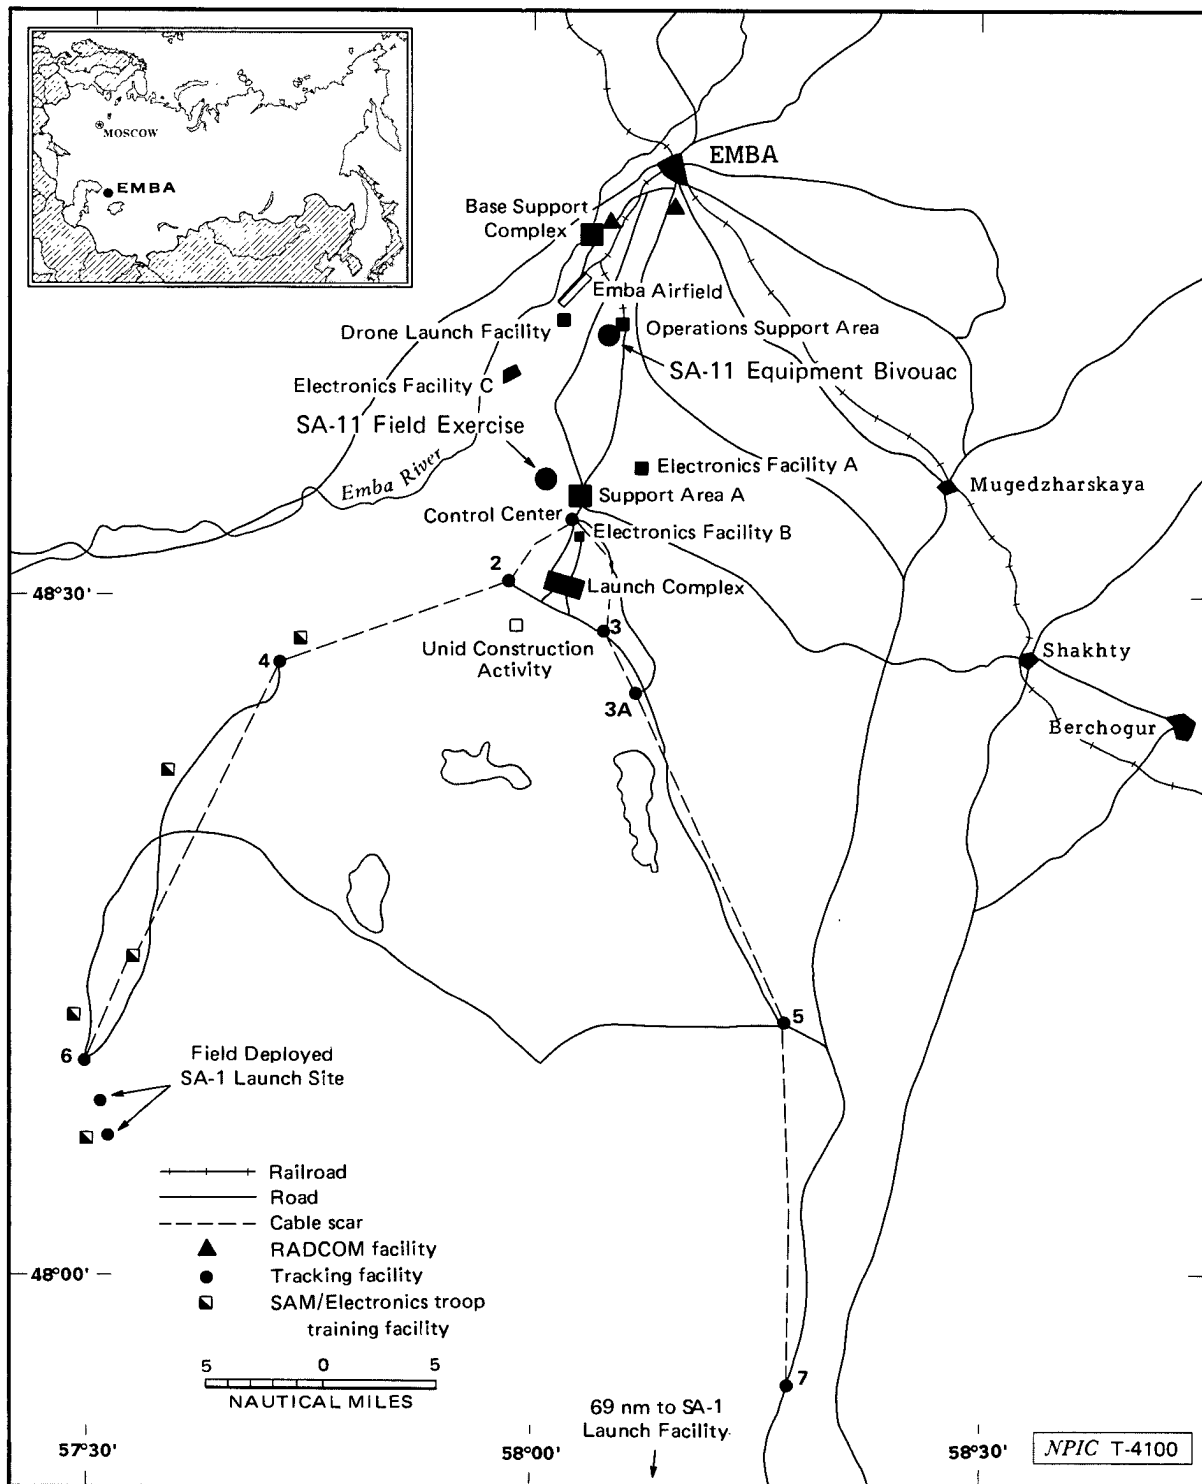 MOSCOW
EMBA
EMBA
Base Support
Complex
Emba Airfield
Drone Launch Facility
Operations Support Area
SA-11 Equipment Bivouac
Electronics Facility C
SA-11 Field Exercise
Emba River
Electronics Facility A
Mugedzharskaya
Support Area A
Control Center
Electronics Facility B
2
Launch Complex
48°30'
3
Unid Construction
Activity
4
Shakhty
3A
Berchogur
5
6
Field Deployed
SA-1 Launch Site
Railroad
Road
Cable scar
RADCOM facility
48°00'
Tracking facility
SAM/Electronics troop
training facility
5 0 5
NAUTICAL MILES
7
69 nm to SA-1
Launch Facility
57°30'
58°00'
58°30'
NPIC T-4100